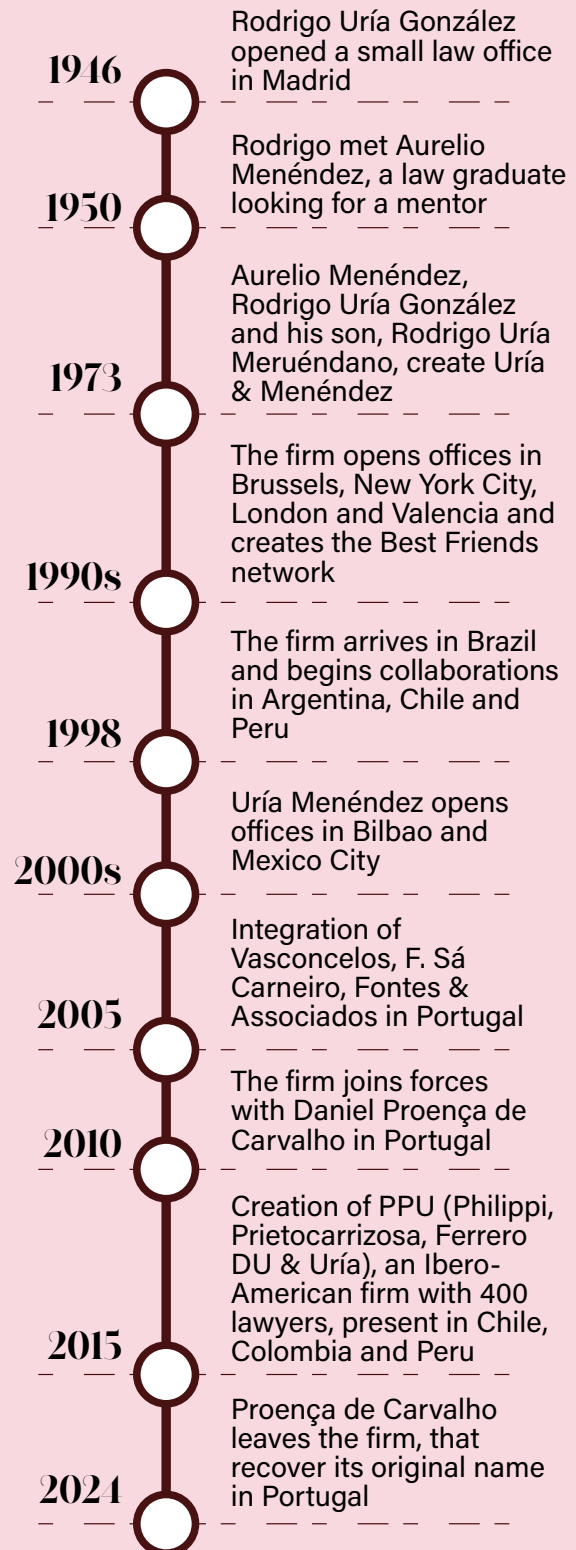 1946
Rodrigo Uría González
opened a small law office
in Madrid
1950
Rodrigo met Aurelio
Menéndez, a law graduate
looking for a mentor
1973
Aurelio Menéndez,
Rodrigo Uría González
and his son, Rodrigo Uría
Meruéndano, create Uría
& Menéndez
1990s
The firm opens offices in
Brussels, New York City,
London and Valencia and
creates the Best Friends
network
1998
The firm arrives in Brazil
and begins collaborations
in Argentina, Chile and
Peru
2000s
Uría Menéndez opens
offices in Bilbao and
Mexico City
2005
Integration of
Vasconcelos, F. Sá
Carneiro, Fontes &
Associados in Portugal
2010
The firm joins forces
with Daniel Proença de
Carvalho in Portugal
2015
Creation of PPU (Philippi,
Prietocarrizosa, Ferrero
DU & Uría), an Ibero-
American firm with 400
lawyers, present in Chile,
Colombia and Peru
2024
Proença de Carvalho
leaves the firm, that
recover its original name
in Portugal